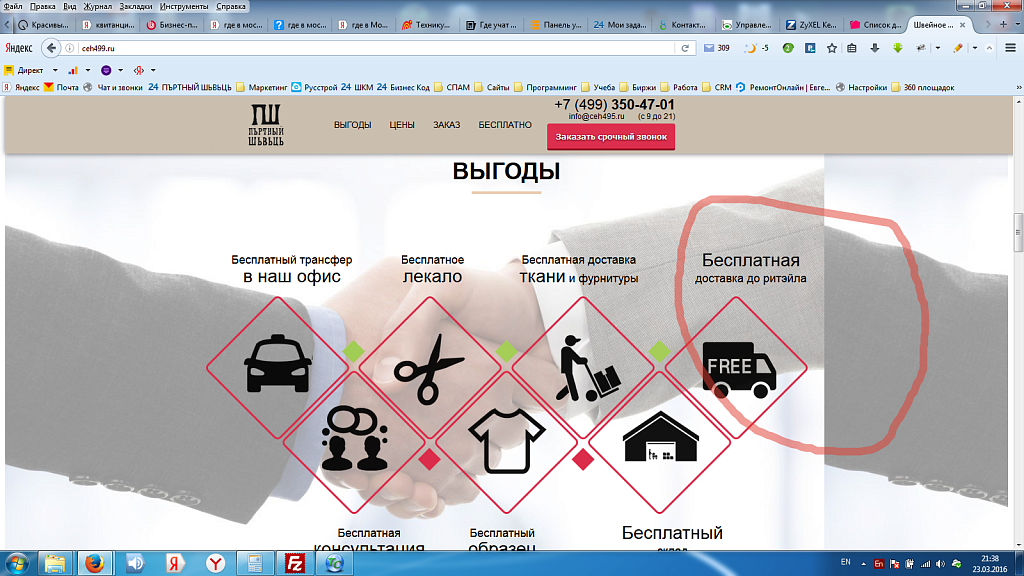 Файл Правка Вид Журнал Закладки Инструменты Справка
Красивы... квитанци... Бизнес-п... где в мос... где в мос... где в Мо... Технику... Где учат ... Панель у... 24 Мои зада... Контакт... Управле... ZyXEL Ke... Список д... Швейное ...
Яндекс ceh499.ru 309 -5
Директ
Яндекс Почта Чат и звонки 24 ПЪРТНЫЙ ШЬВЬЦЬ Маркетинг Русстрой 24 ШКМ 24 Бизнес Код СПАМ Сайты Программинг Учеба Биржи Работа CRM РемонтОнлайн | Евге... Настройки 360 площадок
ПШ
ПЪРТНЫЙ
ШЬВЬЦЬ
ВЫГОДЫ ЦЕНЫ ЗАКАЗ БЕСПЛАТНО
+7 (499) 350-47-01
info@ceh495.ru (с 9 до 21)
Заказать срочный звонок
ВЫГОДЫ
Бесплатный трансфер
в наш офис
Бесплатное
лекало
Бесплатная доставка
ткани и фурнитуры
Бесплатная
доставка до ритэйла
FREE
Бесплатная
консультация
Бесплатный
образец
Бесплатный
склад
EN
21:38
23.03.2016